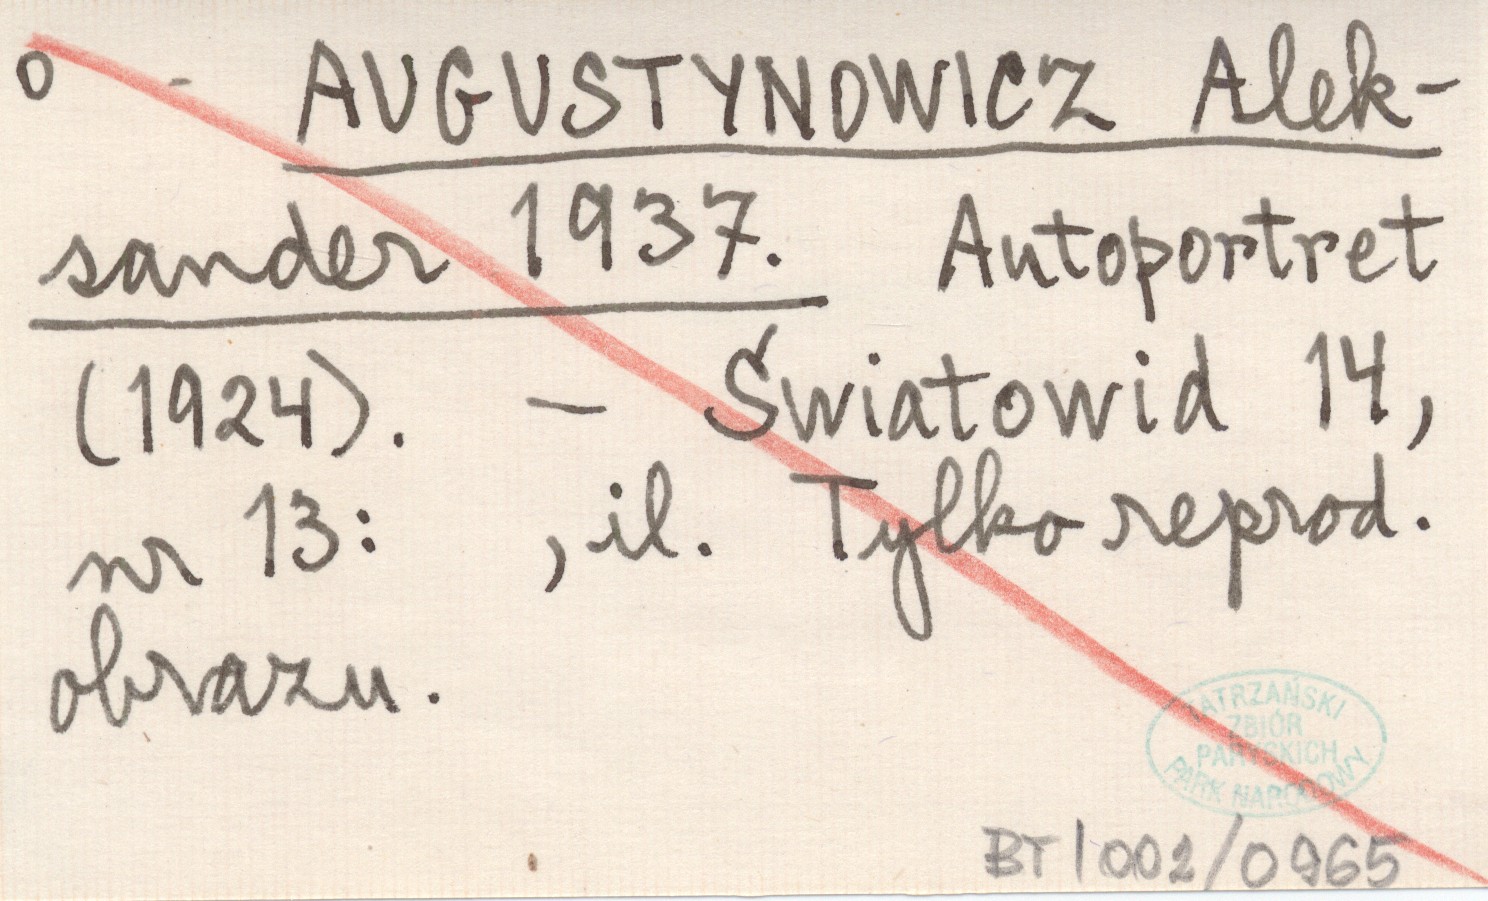 o - AUGUSTYNOWICZ Alek-
sander 1937. Autoportret
(1924). – Światowid 14,
nr 13: , il. Tylko reprod.
obrazu.
TATRZAŃSKI
ZBIÓR
PARYSKICH
PARK NARODOWY
BT/002/0965